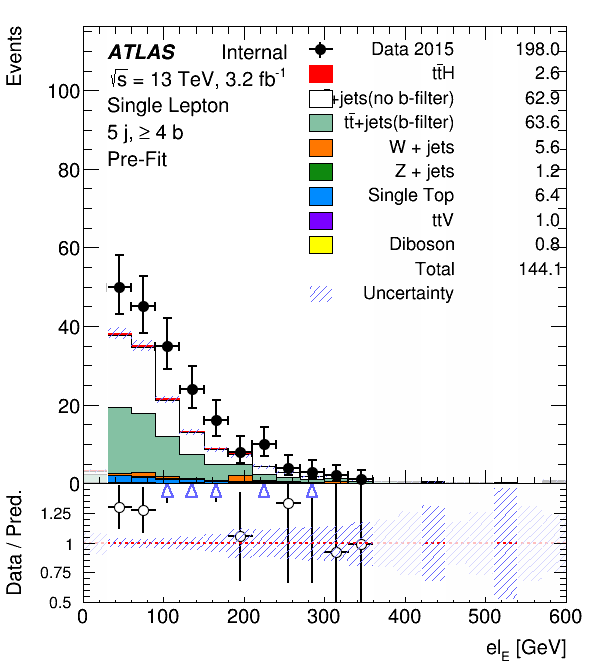 Events
ATLAS Internal
√s = 13 TeV, 3.2 fb⁻¹
Single Lepton
5 j, ≥ 4 b
Pre-Fit
Data 2015 198.0
tt̄H 2.6
+jets(no b-filter) 62.9
tt̄+jets(b-filter) 63.6
W + jets 5.6
Z + jets 1.2
Single Top 6.4
ttV 1.0
Diboson 0.8
Total 144.1
Uncertainty
100
80
60
40
20
0
Data / Pred.
1.25
1
0.75
0.5
0 100 200 300 400 500 600
el_E [GeV]